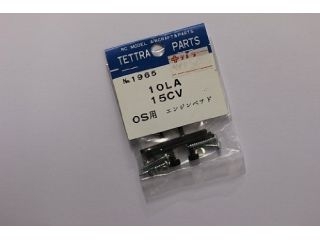 RC MODEL AIRCRAFT & PARTS
TETTRA PARTS
No. 1965
10LA
15CV
OS用 エンジンベアド